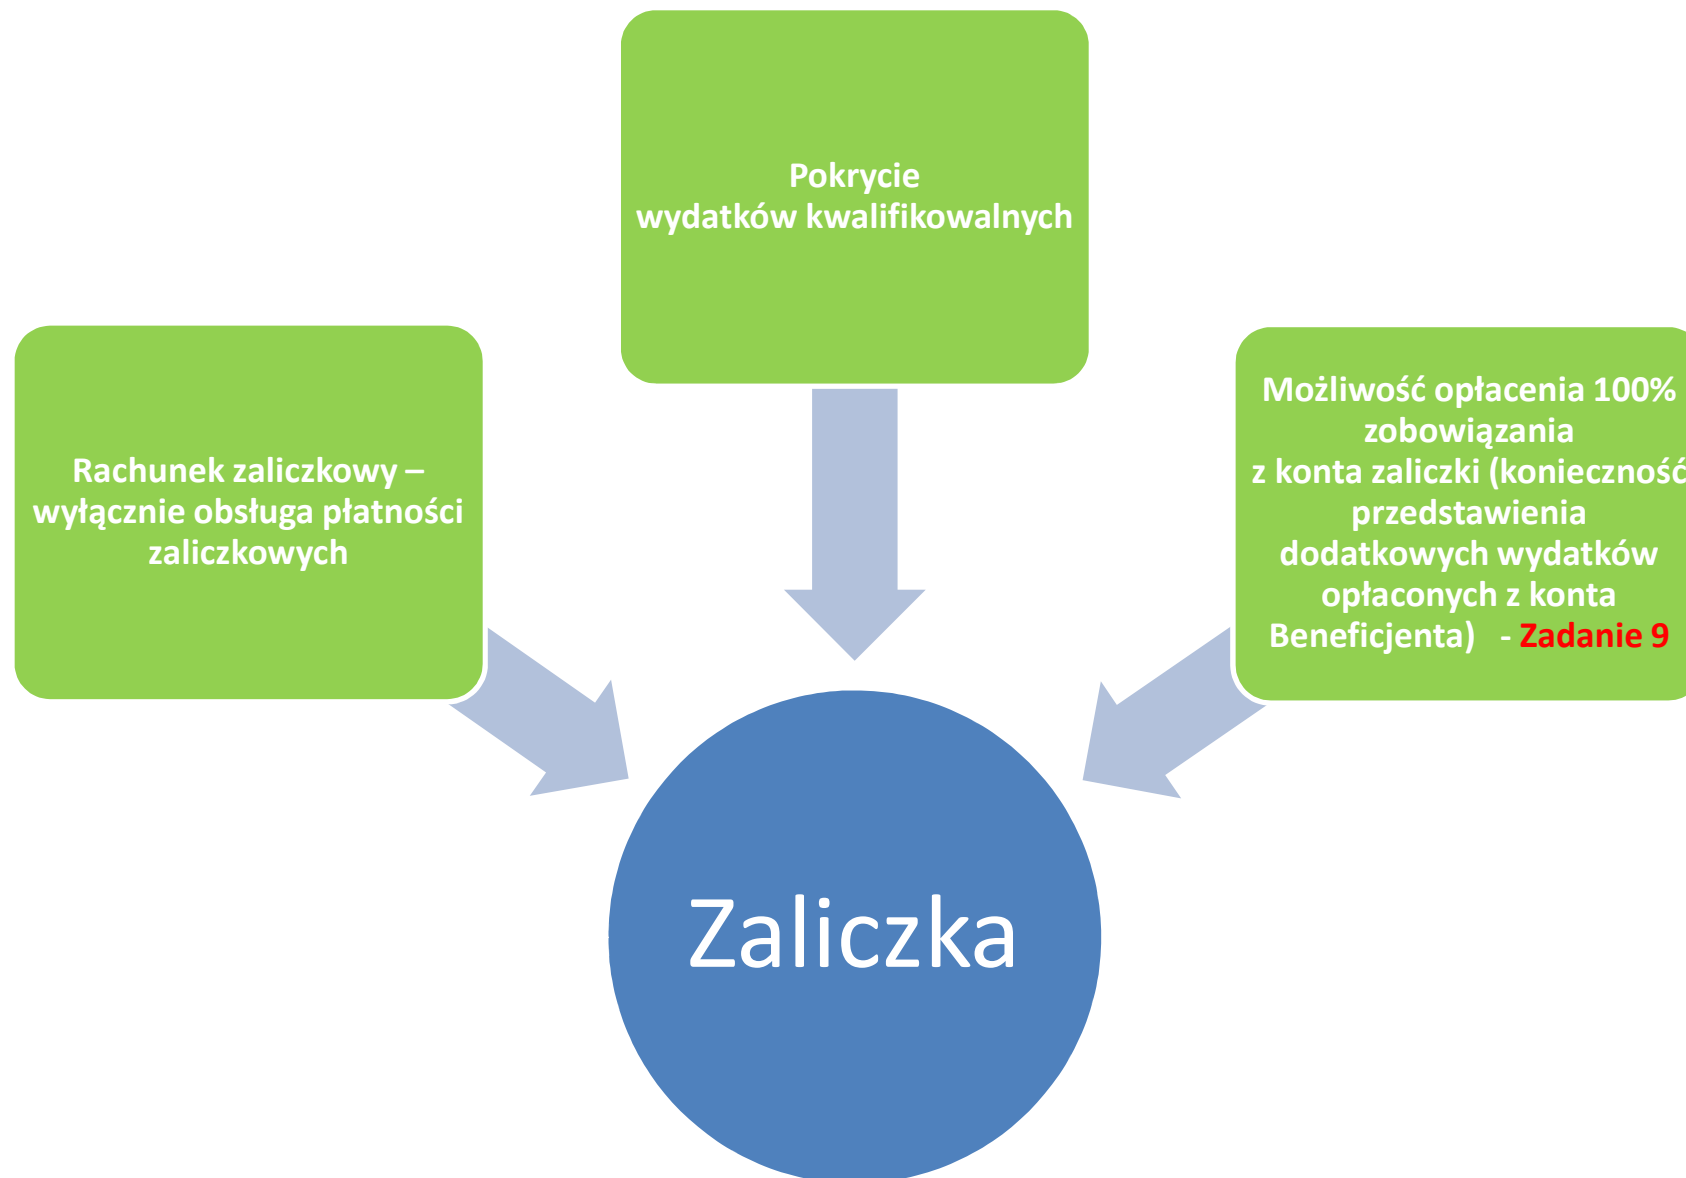 Pokrycie
wydatków kwalifikowalnych
Rachunek zaliczkowy –
wyłącznie obsługa płatności
zaliczkowych
Możliwość opłacenia 100%
zobowiązania
z konta zaliczki (konieczność
przedstawienia
dodatkowych wydatków
opłaconych z konta
Beneficjenta) - Zadanie 9
Zaliczka